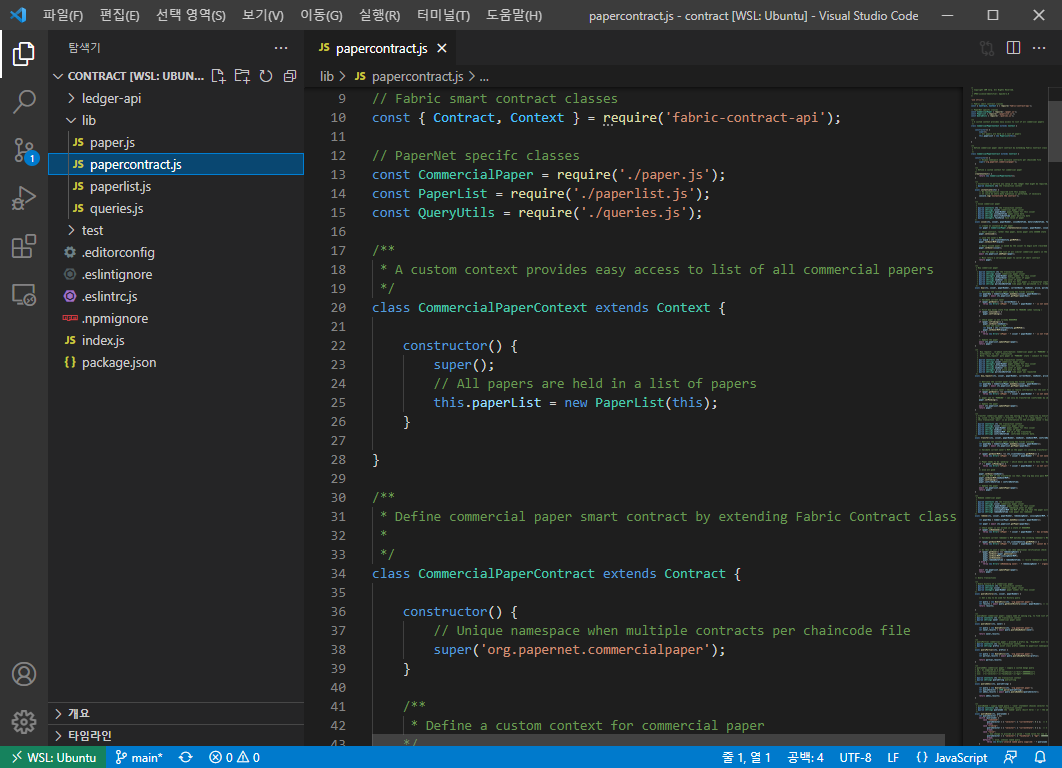 파일(F) 편집(E) 선택 영역(S) 보기(V) 이동(G) 실행(R) 터미널(T) 도움말(H) papercontract.js - contract [WSL: Ubuntu] - Visual Studio Code
탐색기
CONTRACT [WSL: UBUN...
ledger-api
lib
JS paper.js
JS papercontract.js
JS paperlist.js
JS queries.js
test
.editorconfig
.eslintignore
.eslintrc.js
.npmignore
JS index.js
{} package.json
개요
타임라인
1
JS papercontract.js
lib > JS papercontract.js > ...
9 // Fabric smart contract classes
10 const { Contract, Context } = require('fabric-contract-api');
11
12 // PaperNet specifc classes
13 const CommercialPaper = require('./paper.js');
14 const PaperList = require('./paperlist.js');
15 const QueryUtils = require('./queries.js');
16
17 /**
18 * A custom context provides easy access to list of all commercial papers
19 */
20 class CommercialPaperContext extends Context {
21
22 constructor() {
23 super();
24 // All papers are held in a list of papers
25 this.paperList = new PaperList(this);
26 }
27
28 }
29
30 /**
31 * Define commercial paper smart contract by extending Fabric Contract class
32 *
33 */
34 class CommercialPaperContract extends Contract {
35
36 constructor() {
37 // Unique namespace when multiple contracts per chaincode file
38 super('org.papernet.commercialpaper');
39 }
40
41 /**
42 * Define a custom context for commercial paper
43 */
WSL: Ubuntu main* 0 0 줄 1, 열 1 공백: 4 UTF-8 LF {} JavaScript